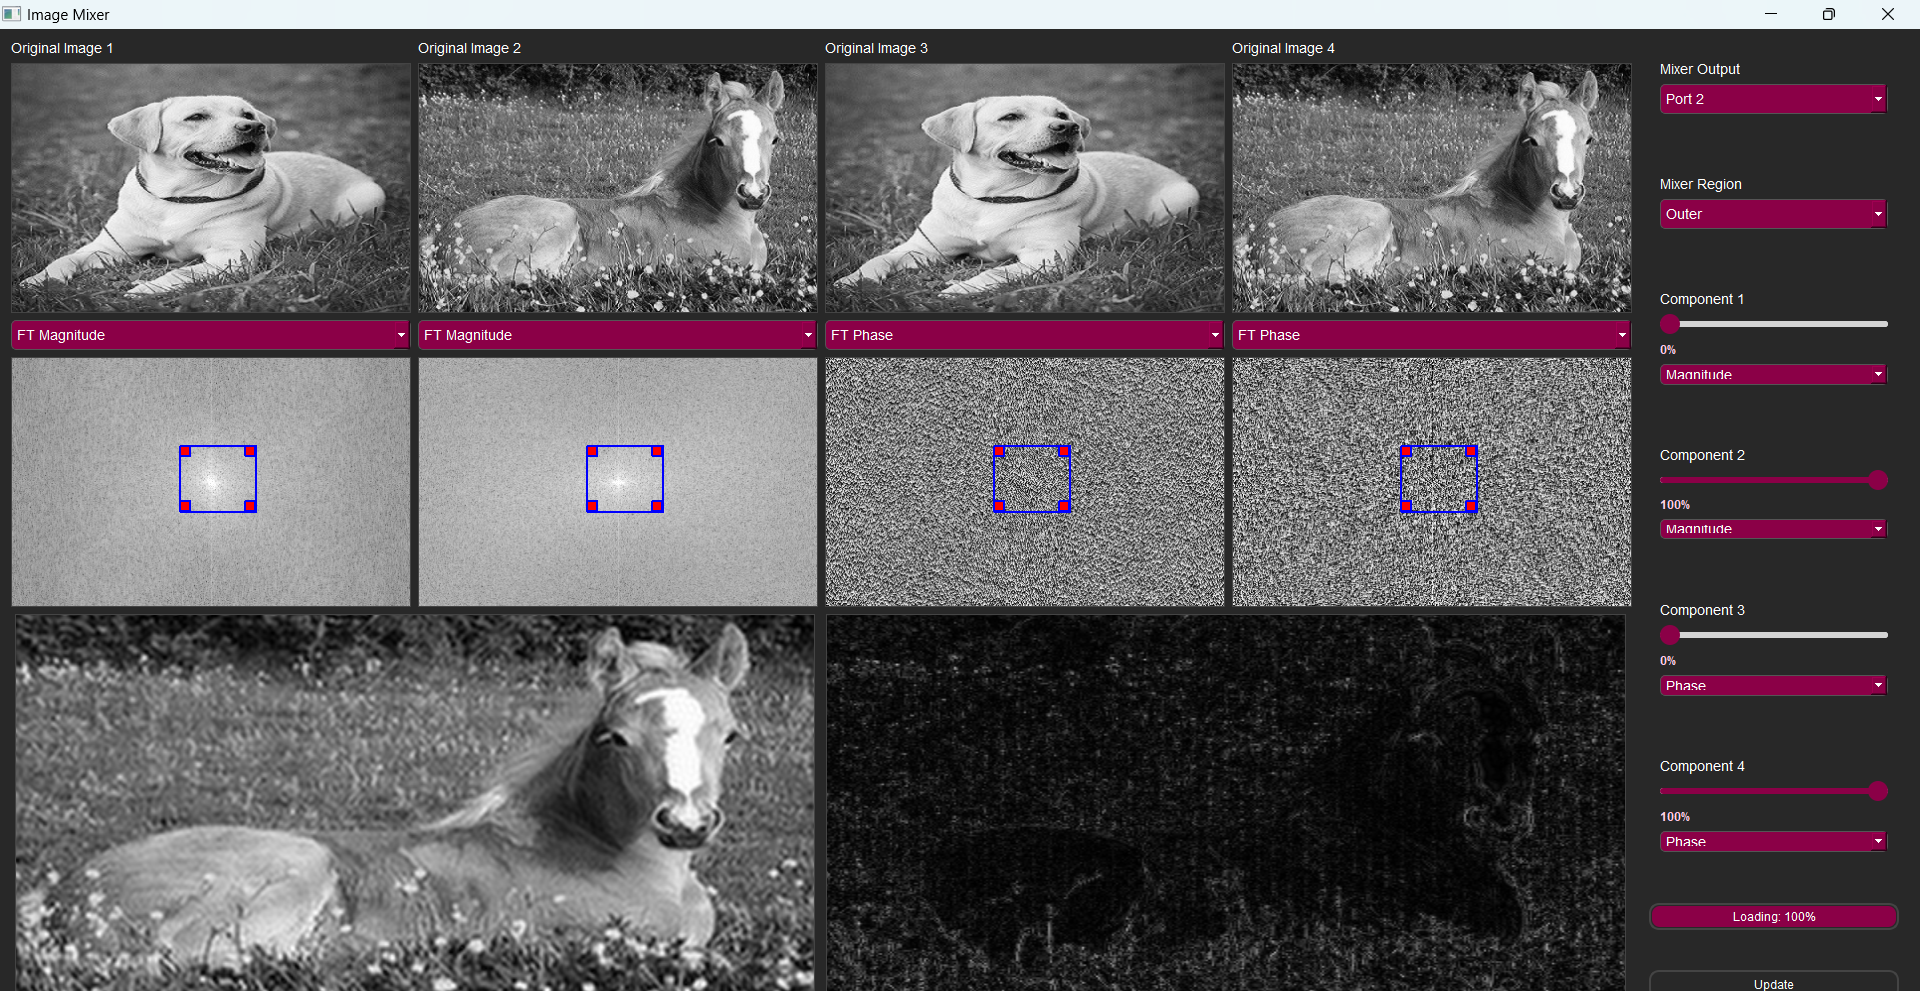 Image Mixer
Original Image 1
Original Image 2
Original Image 3
Original Image 4
FT Magnitude
FT Magnitude
FT Phase
FT Phase
Mixer Output
Port 2
Mixer Region
Outer
Component 1
0%
Magnitude
Component 2
100%
Magnitude
Component 3
0%
Phase
Component 4
100%
Phase
Loading: 100%
Update